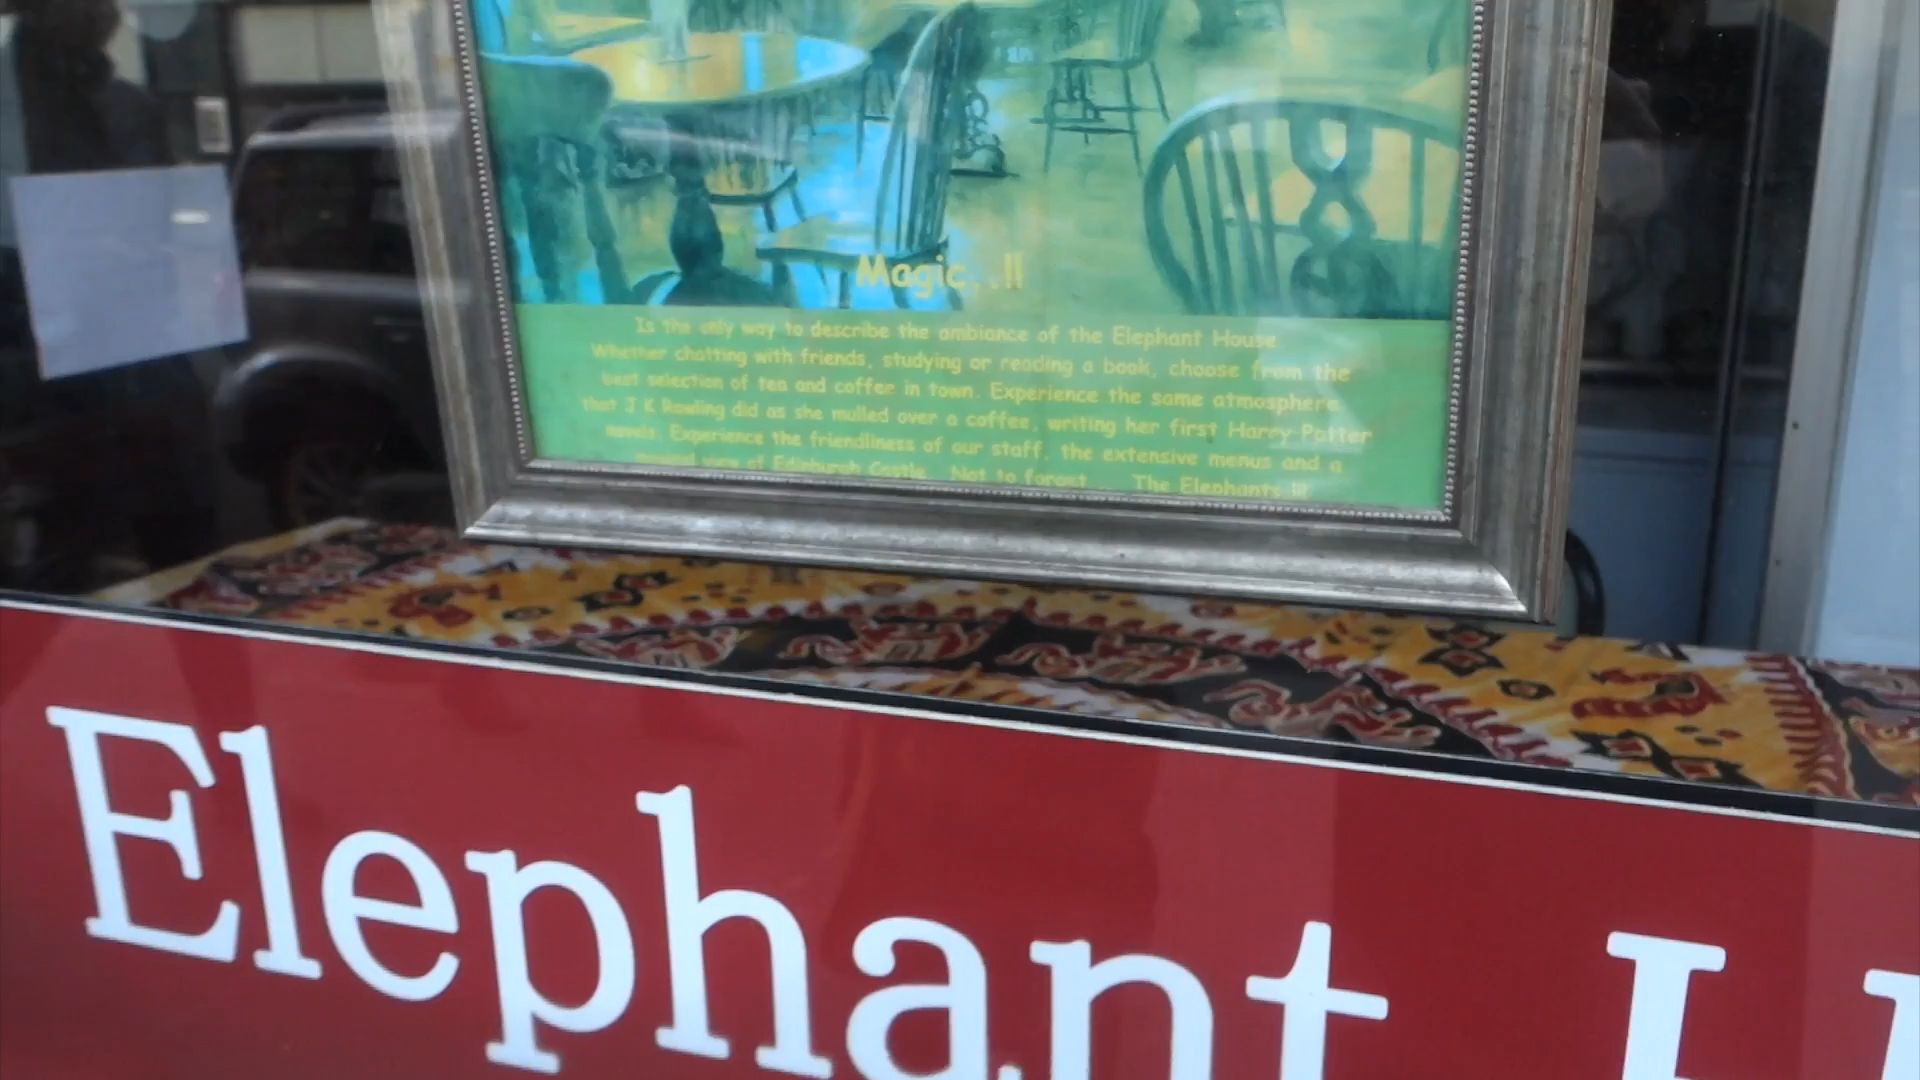 Magic...!!
Is the only way to describe the ambiance of the Elephant House
Whether chatting with friends, studying or reading a book, choose from the
best selection of tea and coffee in town. Experience the same atmosphere
that J K Rowling did as she mulled over a coffee, writing her first Harry Potter
novels. Experience the friendliness of our staff, the extensive menus and a
view of Edinburgh Castle. Not to forget ... The Elephants !!!
Elephant H